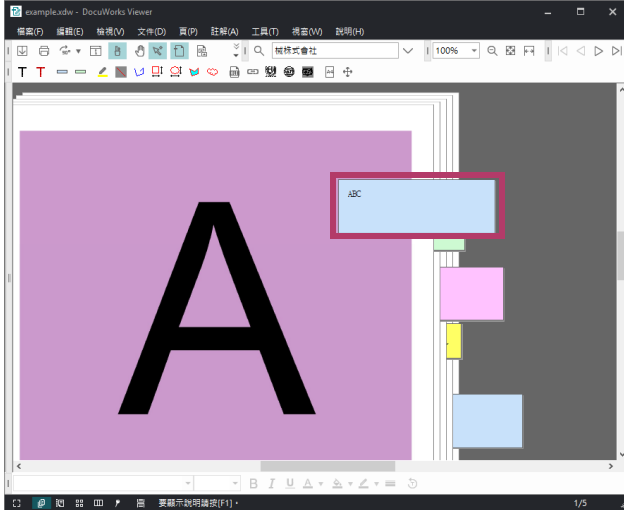 example.xdw - DocuWorks Viewer
檔案(F) 編輯(E) 檢視(V) 文件(D) 頁(P) 註解(A) 工具(T) 視窗(W) 說明(H)
株式會社 100%
T T
ABC
A
B I U A
要顯示說明請按[F1]。
1/5